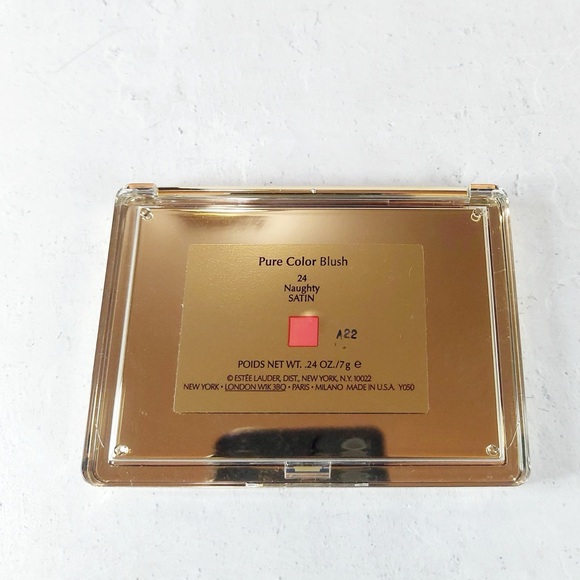 Pure Color Blush
24
Naughty
SATIN
A22
POIDS NET WT. .24 OZ./7g ℮
© ESTÉE LAUDER, DIST., NEW YORK, N.Y. 10022
NEW YORK • LONDON W1K 3BQ • PARIS • MILANO MADE IN U.S.A. Y050